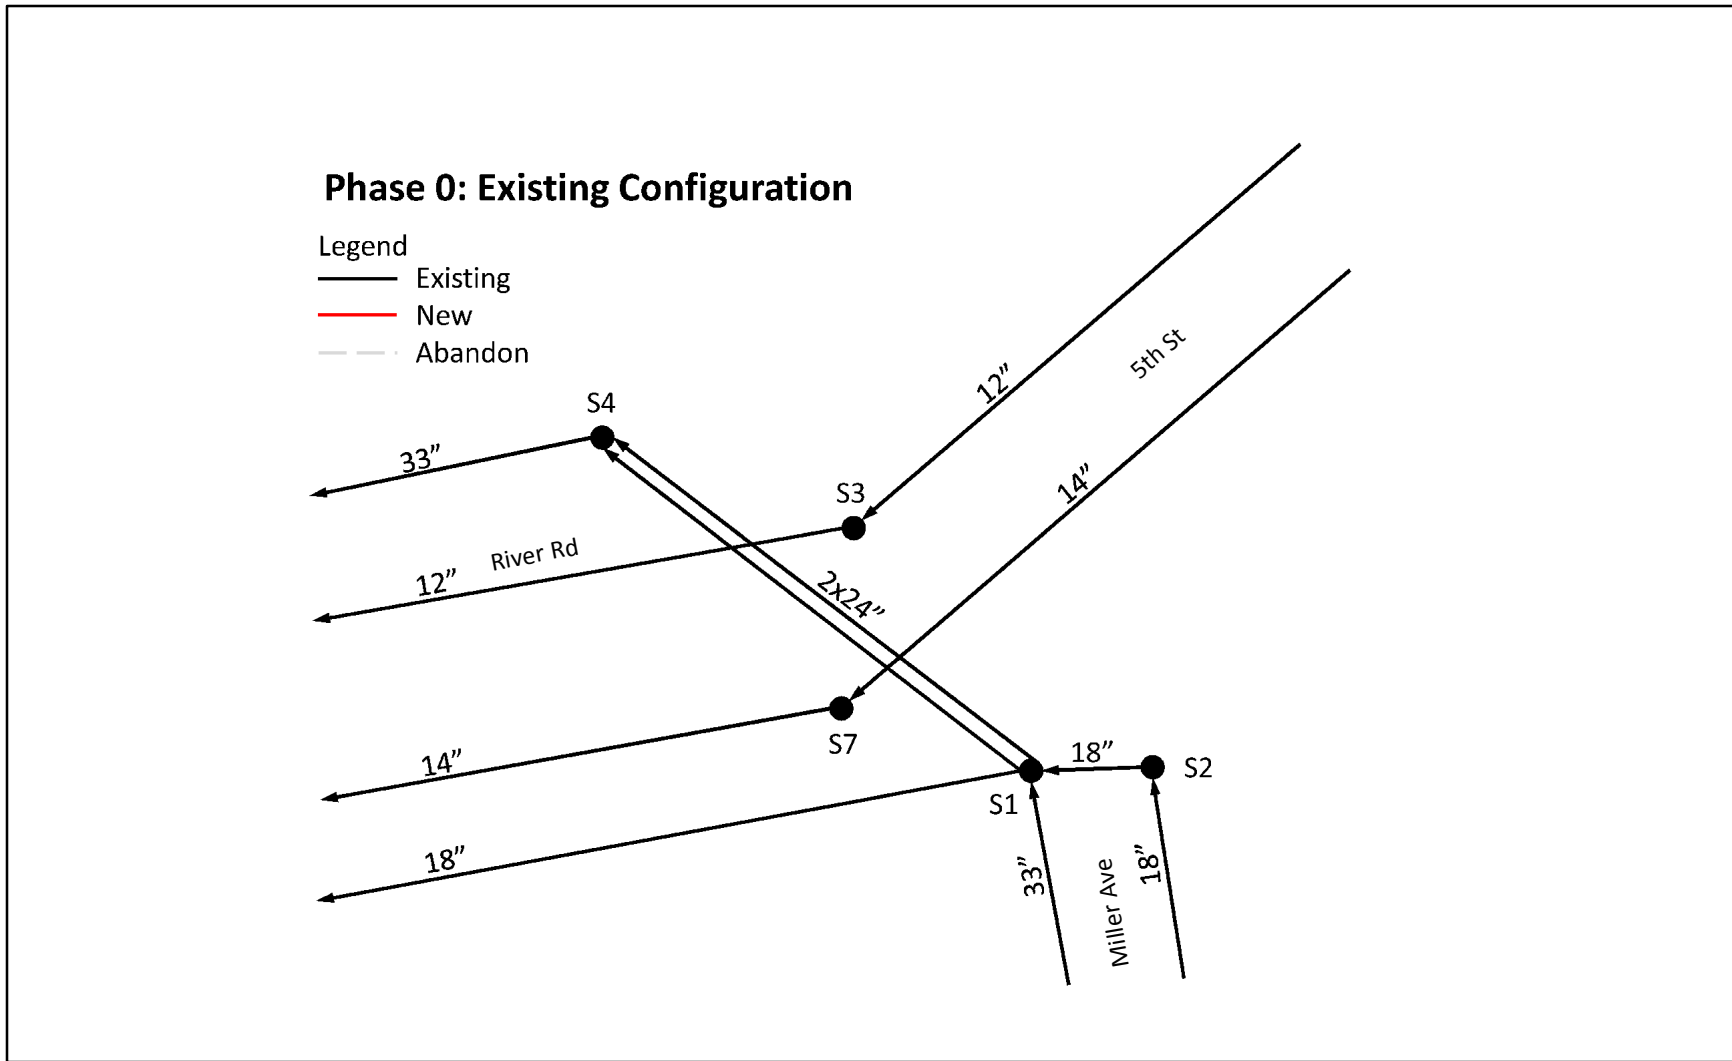 Phase 0: Existing Configuration
Legend
Existing
New
Abandon
5th St
12”
S4
33”
14”
S3
River Rd
12”
2x24”
S7
14”
18”
S2
S1
18”
33”
18”
Miller Ave